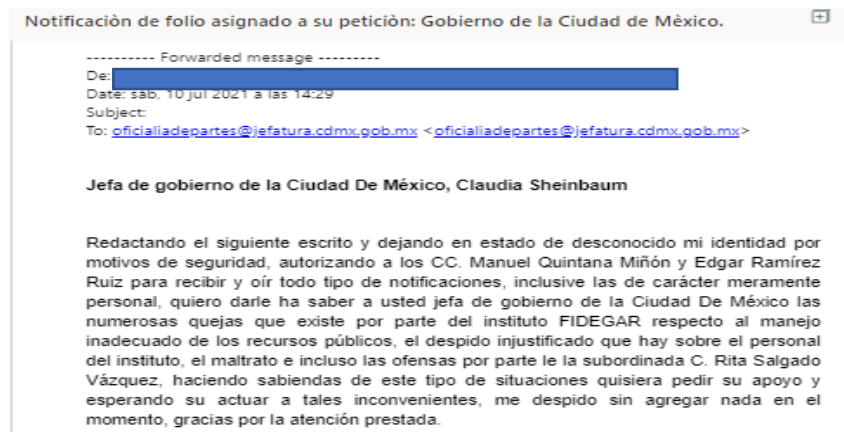 Notificaciòn de folio asignado a su peticiòn: Gobierno de la Ciudad de Mèxico.
---------- Forwarded message ---------
De:
Date: sáb, 10 jul 2021 a las 14:29
Subject:
To: oficialiadepartes@jefatura.cdmx.gob.mx <oficialiadepartes@jefatura.cdmx.gob.mx>
Jefa de gobierno de la Ciudad De México, Claudia Sheinbaum
Redactando el siguiente escrito y dejando en estado de desconocido mi identidad por
motivos de seguridad, autorizando a los CC. Manuel Quintana Miñón y Edgar Ramírez
Ruiz para recibir y oír todo tipo de notificaciones, inclusive las de carácter meramente
personal, quiero darle ha saber a usted jefa de gobierno de la Ciudad De México las
numerosas quejas que existe por parte del instituto FIDEGAR respecto al manejo
inadecuado de los recursos públicos, el despido injustificado que hay sobre el personal
del instituto, el maltrato e incluso las ofensas por parte le la subordinada C. Rita Salgado
Vázquez, haciendo sabiendas de este tipo de situaciones quisiera pedir su apoyo y
esperando su actuar a tales inconvenientes, me despido sin agregar nada en el
momento, gracias por la atención prestada.